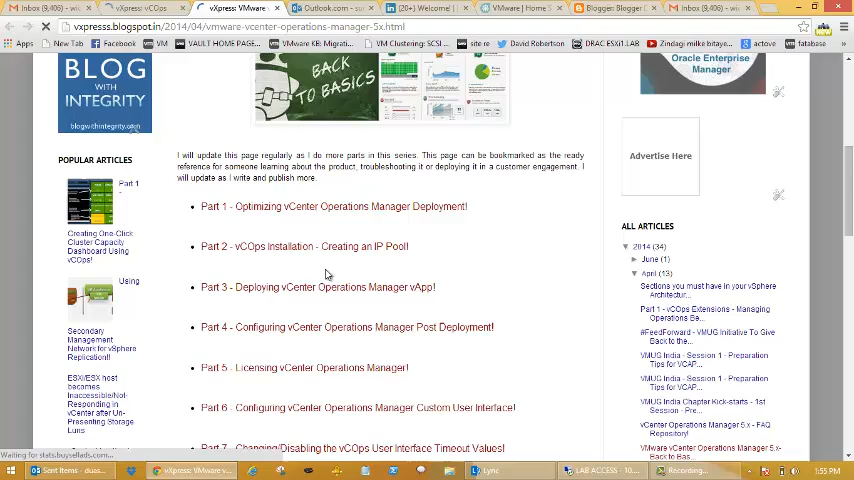 Inbox (9,406) - wic
vXpress: vCOps
vXpress: VMware v
Outlook.com - su
(20+) Welcome! |
VMware #GSS
Blogger: Blogger D
Inbox (9,406) - mad
vxpresss.blogspot.in/2014/04/vmware-vcenter-operations-manager-5x.html
Apps
New Tab
Facebook
VM
VAULT HOME PAGE...
VMware KB: Migrati...
VM Clustering: SCSI ...
site re
David Robertson
DRAC ESXi1.LAB
Zindagi milke bitaye...
actove
fatabase
BLOG
WITH
INTEGRITY
blogwithintegrity.com
BACK
TO
BASICS
Oracle Enterprise
Manager
Advertise Here
POPULAR ARTICLES
Part 1
-
Creating One-Click
Cluster Capacity
Dashboard Using
vCOps!
Using
Secondary
Management
Network for vSphere
Replication!!
ESXi/ESX host
becomes
Inaccessible/Not-
Responding in
vCenter after Un-
Presenting Storage
Luns
I will update this page regularly as I do more parts in this series. This page can be bookmarked as the ready
reference for someone learning about the product, troubleshooting it or deploying it in a customer engagement. I
will update as I write and publish more.
Part 1 - Optimizing vCenter Operations Manager Deployment!
Part 2 - vCOps Installation - Creating an IP Pool!
Part 3 - Deploying vCenter Operations Manager vApp!
Part 4 - Configuring vCenter Operations Manager Post Deployment!
Part 5 - Licensing vCenter Operations Manager!
Part 6 - Configuring vCenter Operations Manager Custom User Interface!
Part 7 - Changing/Disabling the vCOps User Interface Timeout Values!
ALL ARTICLES
▼ 2014 (34)
► June (1)
▼ April (13)
Sections you must have in your vSphere
Architectur...
Part 1 - vCOps Extensions - Managing
Operations Be...
#FeedForward - VMUG Initiative To Give
Back to the...
VMUG India - Session 1 - Preparation
Tips for VCAP...
VMUG India - Session 1 - Preparation
Tips for VCAP...
VMUG India Chapter Kick-starts - 1st
Session - Pre...
vCenter Operations Manager 5.x - FAQ
Repository!
VMware vCenter Operations Manager 5.x-
Back to Bas...
Waiting for stats.buysellads.com...
Sent Items - duas...
vXpress: VMware v...
Lync
LAB ACCESS - 10....
Recording...
1:55 PM